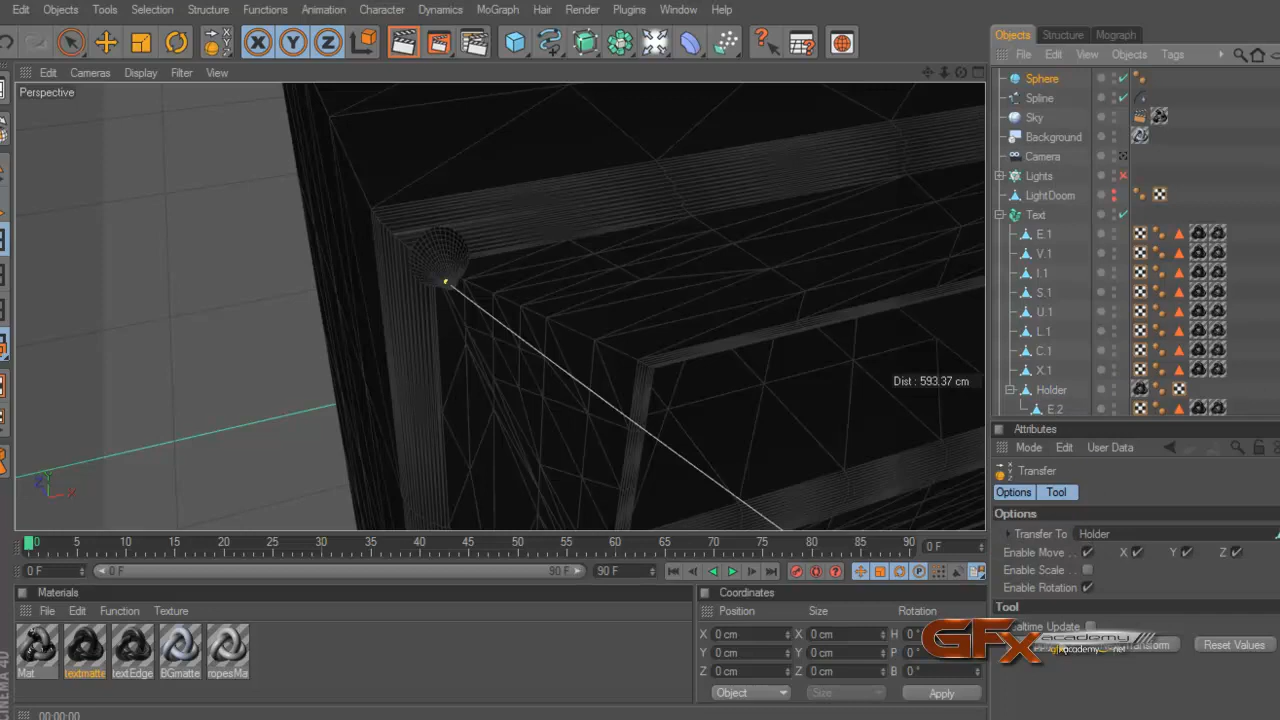 Edit Objects Tools Selection Structure Functions Animation Character Dynamics MoGraph Hair Render Plugins Window Help
X Y Z
Objects Structure Mograph
File Edit View Objects Tags
Edit Cameras Display Filter View
Perspective
Sphere
Spline
Sky
Background
Camera
Lights
LightDoom
Text
E.1
V.1
I.1
S.1
U.1
L.1
C.1
X.1
Holder
E.2
Dist : 593.37 cm
Attributes
Mode Edit User Data
Transfer
Options Tool
Options
Transfer To Holder
Enable Move . . X Y Z
Enable Scale .
Enable Rotation
Tool
Reset Values
0 5 10 15 20 25 30 35 40 45 50 55 60 65 70 75 80 85 90 0 F
0 F 0 F 90 F 90 F
Materials
File Edit Function Texture
Mat textmatte textEdge BGmatte ropesMa
Coordinates
Position Size Rotation
X 0 cm X 0 cm H 0 °
Y 0 cm Y 0 cm P 0 °
Z 0 cm Z 0 cm B 0 °
Object Size Apply
GFx academy
CINEMA 4D
00:00:00